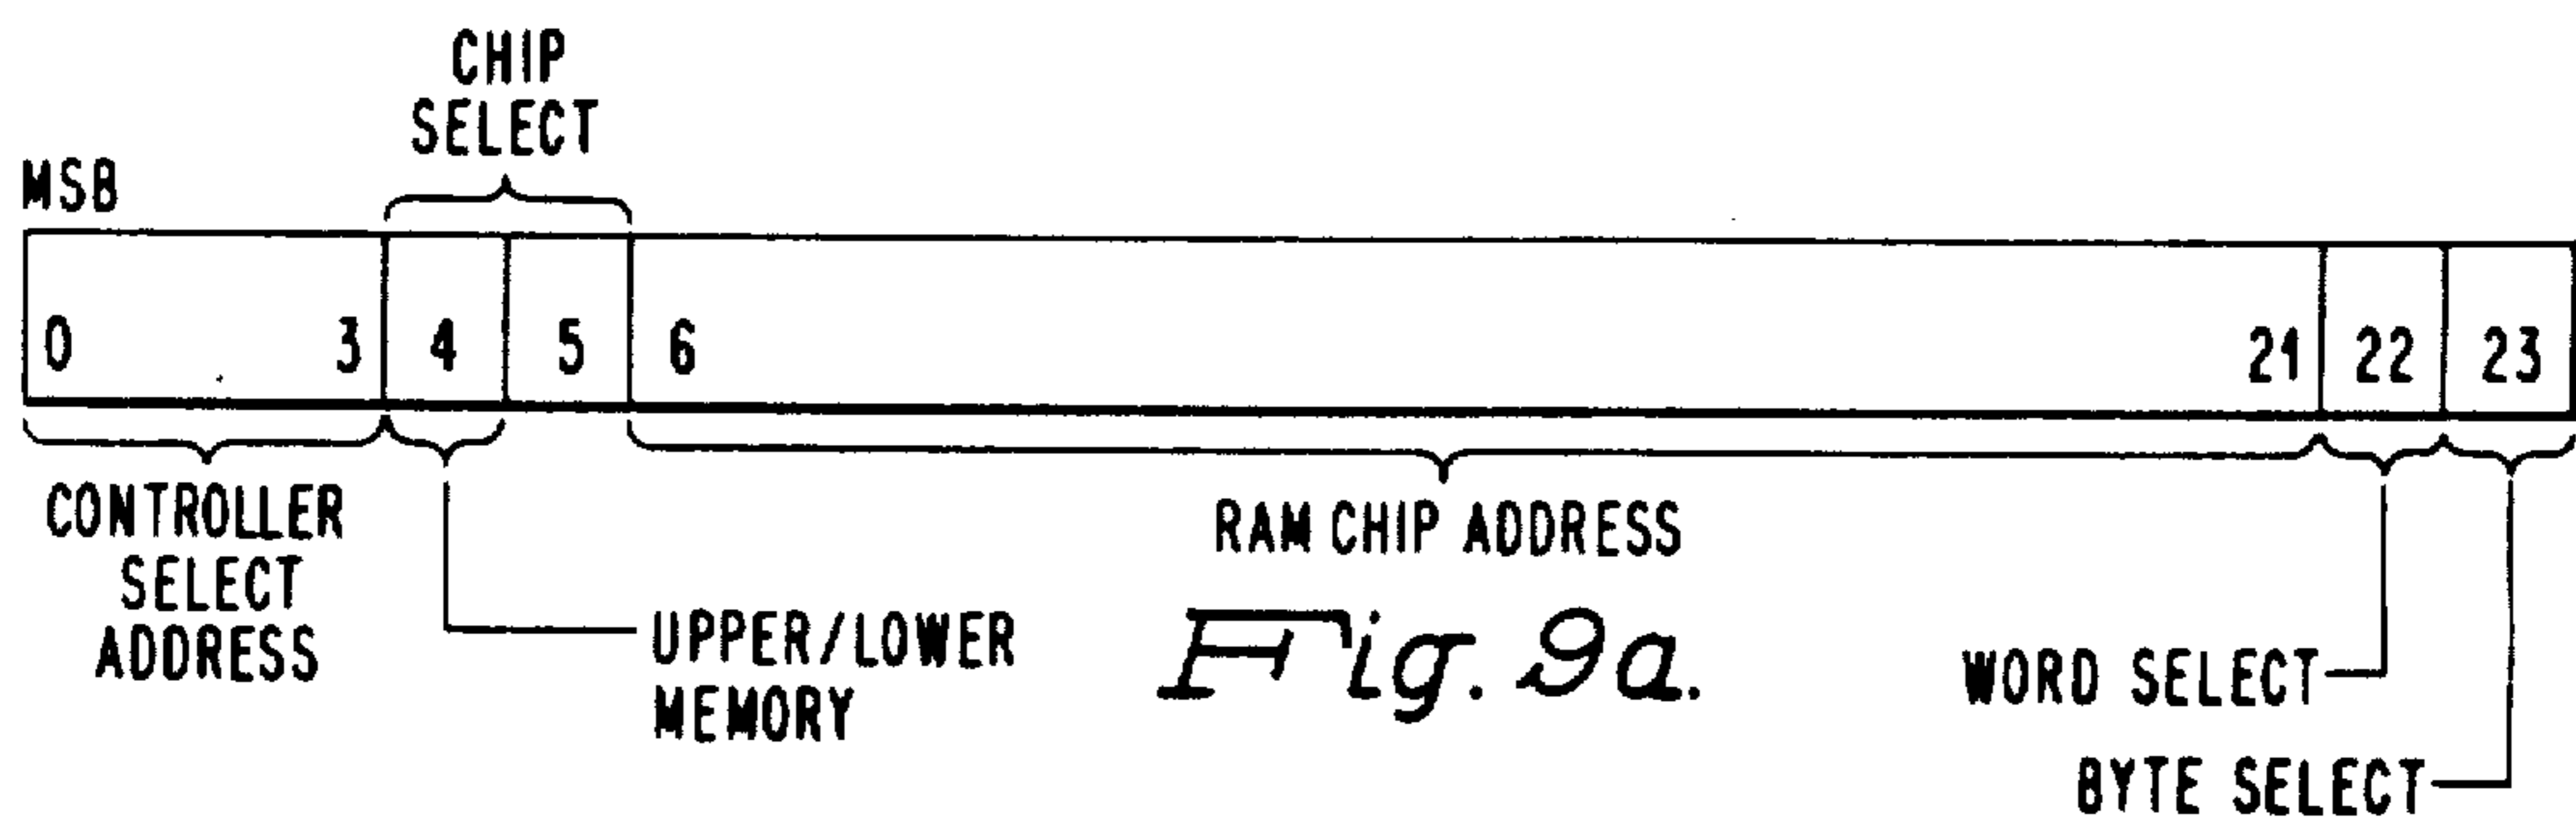 CHIP
SELECT
MSB
0 3 4 5 6 21 22 23
CONTROLLER
SELECT
ADDRESS
RAM CHIP ADDRESS
UPPER/LOWER
MEMORY
Fig. 9a.
WORD SELECT
BYTE SELECT